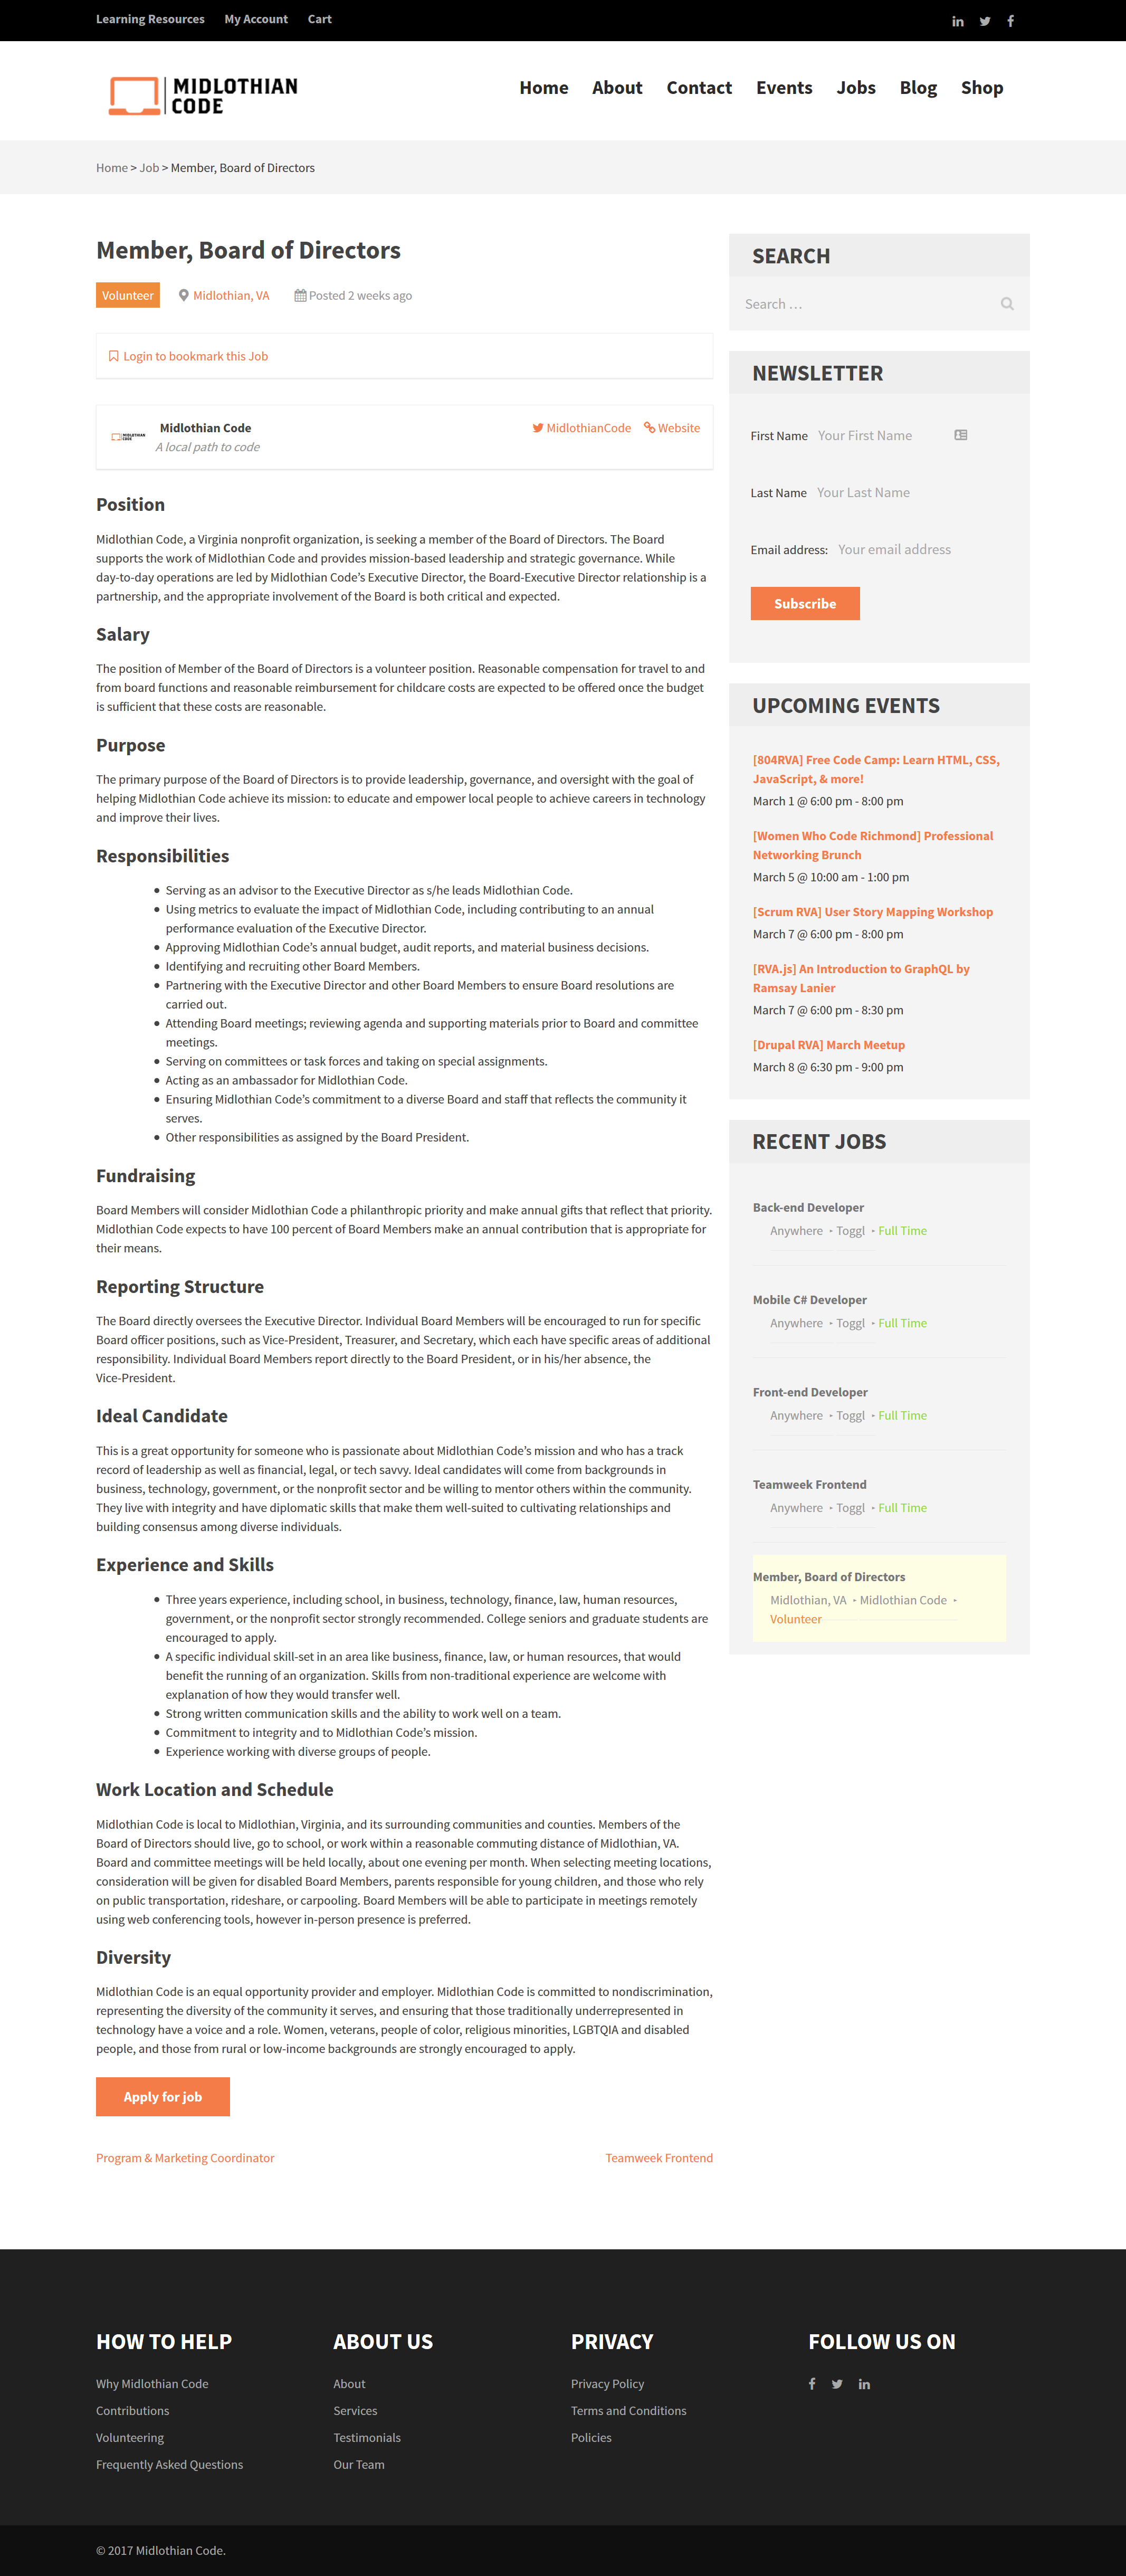 Learning Resources My Account Cart
MIDLOTHIAN
CODE
Home About Contact Events Jobs Blog Shop
Home > Job > Member, Board of Directors
Member, Board of Directors
Volunteer Midlothian, VA Posted 2 weeks ago
Login to bookmark this Job
MIDLOTHIAN
CODE
Midlothian Code
A local path to code
MidlothianCode Website
Position
Midlothian Code, a Virginia nonprofit organization, is seeking a member of the Board of Directors. The Board
supports the work of Midlothian Code and provides mission-based leadership and strategic governance. While
day-to-day operations are led by Midlothian Code’s Executive Director, the Board-Executive Director relationship is a
partnership, and the appropriate involvement of the Board is both critical and expected.
Salary
The position of Member of the Board of Directors is a volunteer position. Reasonable compensation for travel to and
from board functions and reasonable reimbursement for childcare costs are expected to be offered once the budget
is sufficient that these costs are reasonable.
Purpose
The primary purpose of the Board of Directors is to provide leadership, governance, and oversight with the goal of
helping Midlothian Code achieve its mission: to educate and empower local people to achieve careers in technology
and improve their lives.
Responsibilities
Serving as an advisor to the Executive Director as s/he leads Midlothian Code.
Using metrics to evaluate the impact of Midlothian Code, including contributing to an annual
performance evaluation of the Executive Director.
Approving Midlothian Code’s annual budget, audit reports, and material business decisions.
Identifying and recruiting other Board Members.
Partnering with the Executive Director and other Board Members to ensure Board resolutions are
carried out.
Attending Board meetings; reviewing agenda and supporting materials prior to Board and committee
meetings.
Serving on committees or task forces and taking on special assignments.
Acting as an ambassador for Midlothian Code.
Ensuring Midlothian Code’s commitment to a diverse Board and staff that reflects the community it
serves.
Other responsibilities as assigned by the Board President.
Fundraising
Board Members will consider Midlothian Code a philanthropic priority and make annual gifts that reflect that priority.
Midlothian Code expects to have 100 percent of Board Members make an annual contribution that is appropriate for
their means.
Reporting Structure
The Board directly oversees the Executive Director. Individual Board Members will be encouraged to run for specific
Board officer positions, such as Vice-President, Treasurer, and Secretary, which each have specific areas of additional
responsibility. Individual Board Members report directly to the Board President, or in his/her absence, the
Vice-President.
Ideal Candidate
This is a great opportunity for someone who is passionate about Midlothian Code’s mission and who has a track
record of leadership as well as financial, legal, or tech savvy. Ideal candidates will come from backgrounds in
business, technology, government, or the nonprofit sector and be willing to mentor others within the community.
They live with integrity and have diplomatic skills that make them well-suited to cultivating relationships and
building consensus among diverse individuals.
Experience and Skills
Three years experience, including school, in business, technology, finance, law, human resources,
government, or the nonprofit sector strongly recommended. College seniors and graduate students are
encouraged to apply.
A specific individual skill-set in an area like business, finance, law, or human resources, that would
benefit the running of an organization. Skills from non-traditional experience are welcome with
explanation of how they would transfer well.
Strong written communication skills and the ability to work well on a team.
Commitment to integrity and to Midlothian Code’s mission.
Experience working with diverse groups of people.
Work Location and Schedule
Midlothian Code is local to Midlothian, Virginia, and its surrounding communities and counties. Members of the
Board of Directors should live, go to school, or work within a reasonable commuting distance of Midlothian, VA.
Board and committee meetings will be held locally, about one evening per month. When selecting meeting locations,
consideration will be given for disabled Board Members, parents responsible for young children, and those who rely
on public transportation, rideshare, or carpooling. Board Members will be able to participate in meetings remotely
using web conferencing tools, however in-person presence is preferred.
Diversity
Midlothian Code is an equal opportunity provider and employer. Midlothian Code is committed to nondiscrimination,
representing the diversity of the community it serves, and ensuring that those traditionally underrepresented in
technology have a voice and a role. Women, veterans, people of color, religious minorities, LGBTQIA and disabled
people, and those from rural or low-income backgrounds are strongly encouraged to apply.
Apply for job
Program & Marketing Coordinator Teamweek Frontend
SEARCH
Search …
NEWSLETTER
First Name Your First Name
Last Name Your Last Name
Email address: Your email address
Subscribe
UPCOMING EVENTS
[804RVA] Free Code Camp: Learn HTML, CSS,
JavaScript, & more!
March 1 @ 6:00 pm - 8:00 pm
[Women Who Code Richmond] Professional
Networking Brunch
March 5 @ 10:00 am - 1:00 pm
[Scrum RVA] User Story Mapping Workshop
March 7 @ 6:00 pm - 8:00 pm
[RVA.js] An Introduction to GraphQL by
Ramsay Lanier
March 7 @ 6:00 pm - 8:30 pm
[Drupal RVA] March Meetup
March 8 @ 6:30 pm - 9:00 pm
RECENT JOBS
Back-end Developer
Anywhere Toggl Full Time
Mobile C# Developer
Anywhere Toggl Full Time
Front-end Developer
Anywhere Toggl Full Time
Teamweek Frontend
Anywhere Toggl Full Time
Member, Board of Directors
Midlothian, VA Midlothian Code
Volunteer
HOW TO HELP
Why Midlothian Code
Contributions
Volunteering
Frequently Asked Questions
ABOUT US
About
Services
Testimonials
Our Team
PRIVACY
Privacy Policy
Terms and Conditions
Policies
FOLLOW US ON
© 2017 Midlothian Code.